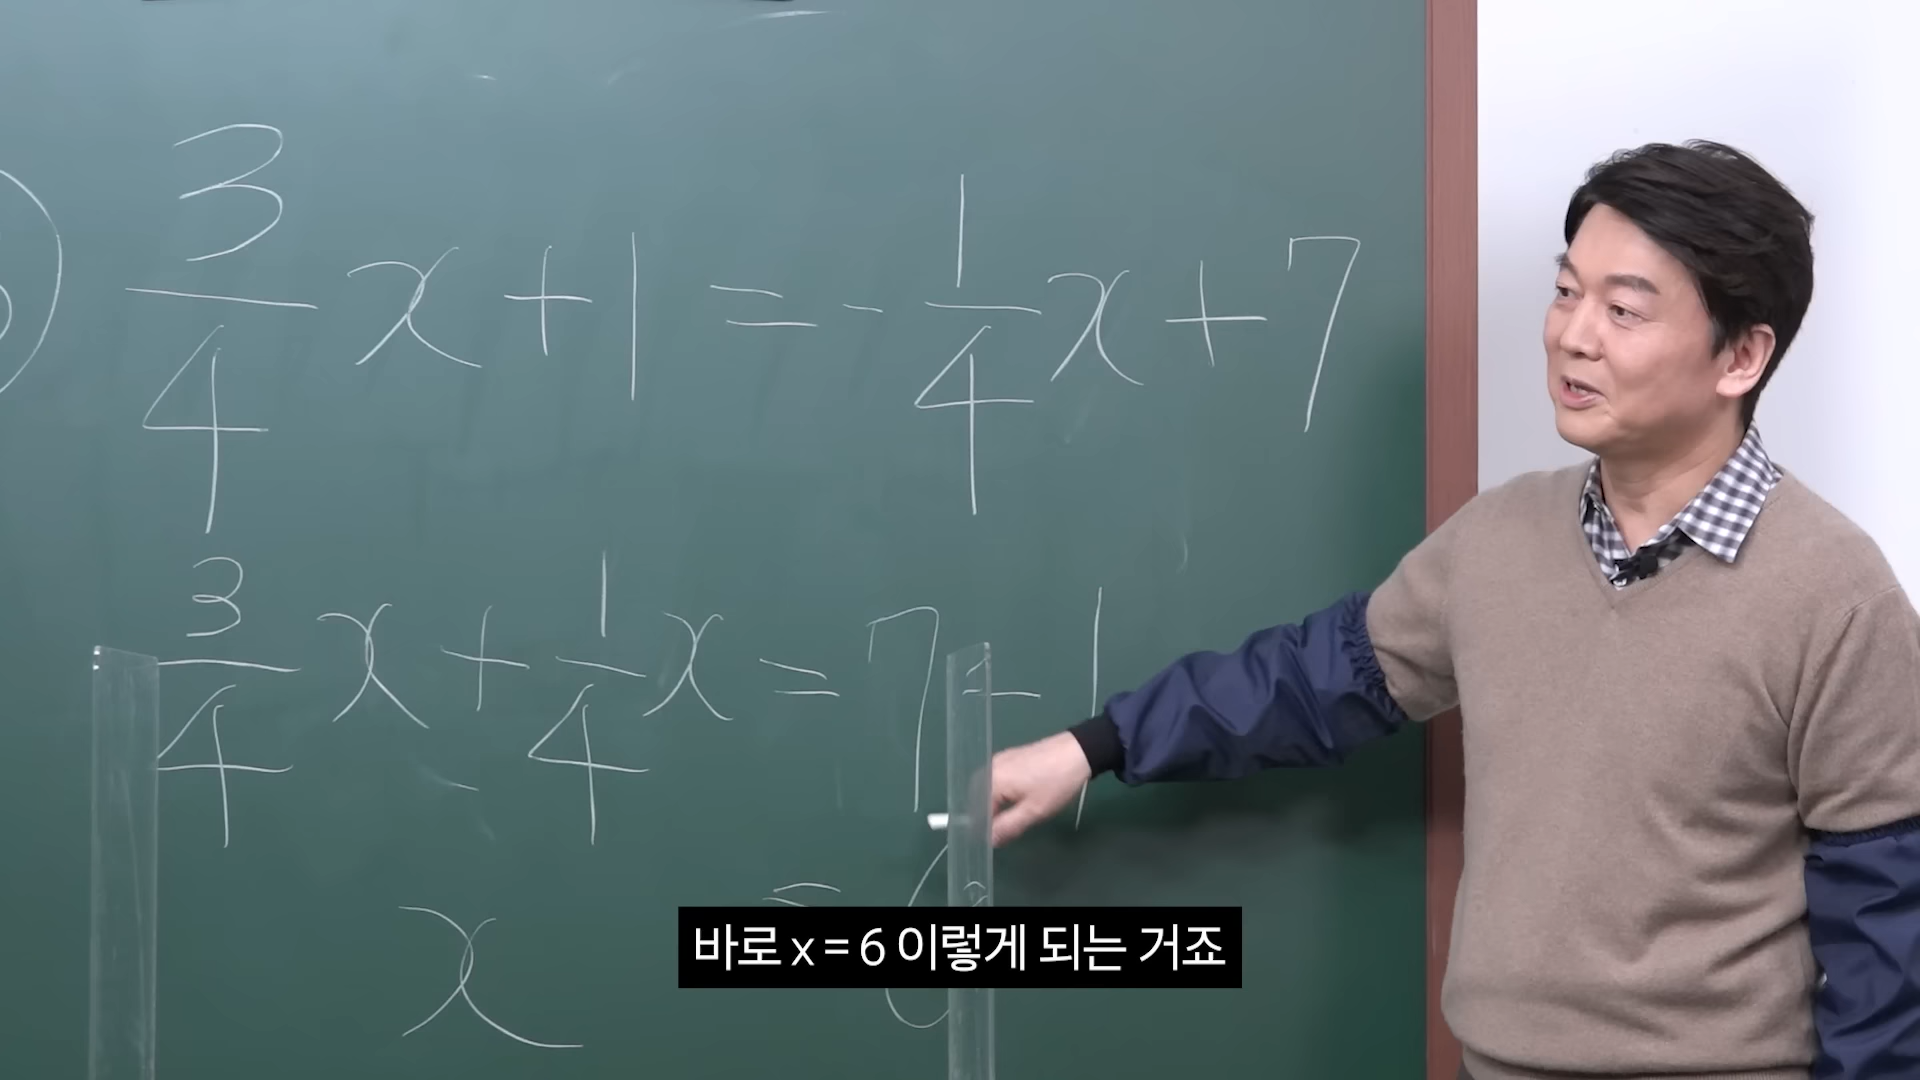 3/4 x + 1 = - 1/4 x + 7
3/4 x + 1/4 x = 7 - 1
x = 6
바로 x = 6 이렇게 되는 거죠